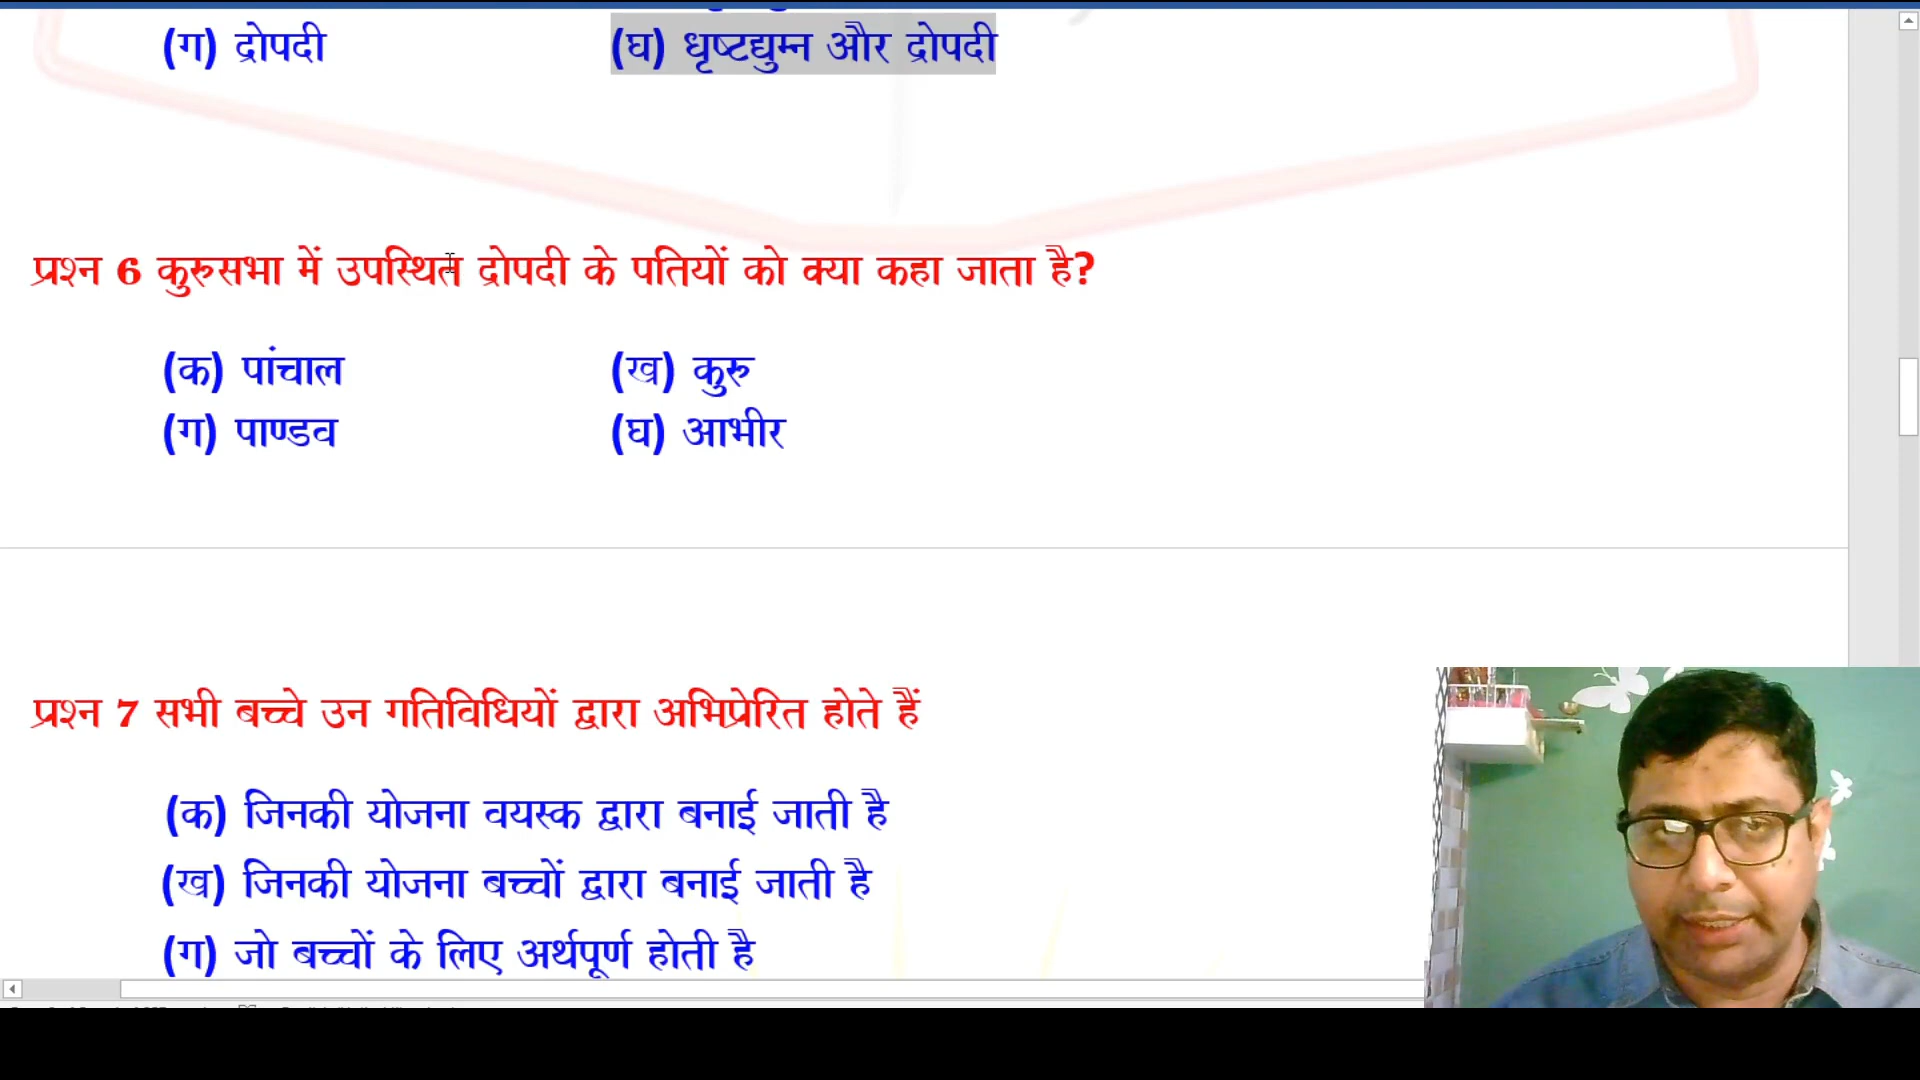 (ग) द्रोपदी (घ) धृष्टद्युम्न और द्रोपदी
प्रश्न 6 कुरुसभा में उपस्थित द्रोपदी के पतियों को क्या कहा जाता है?
(क) पांचाल (ख) कुरु
(ग) पाण्डव (घ) आभीर
प्रश्न 7 सभी बच्चे उन गतिविधियों द्वारा अभिप्रेरित होते हैं
(क) जिनकी योजना वयस्क द्वारा बनाई जाती है
(ख) जिनकी योजना बच्चों द्वारा बनाई जाती है
(ग) जो बच्चों के लिए अर्थपूर्ण होती है